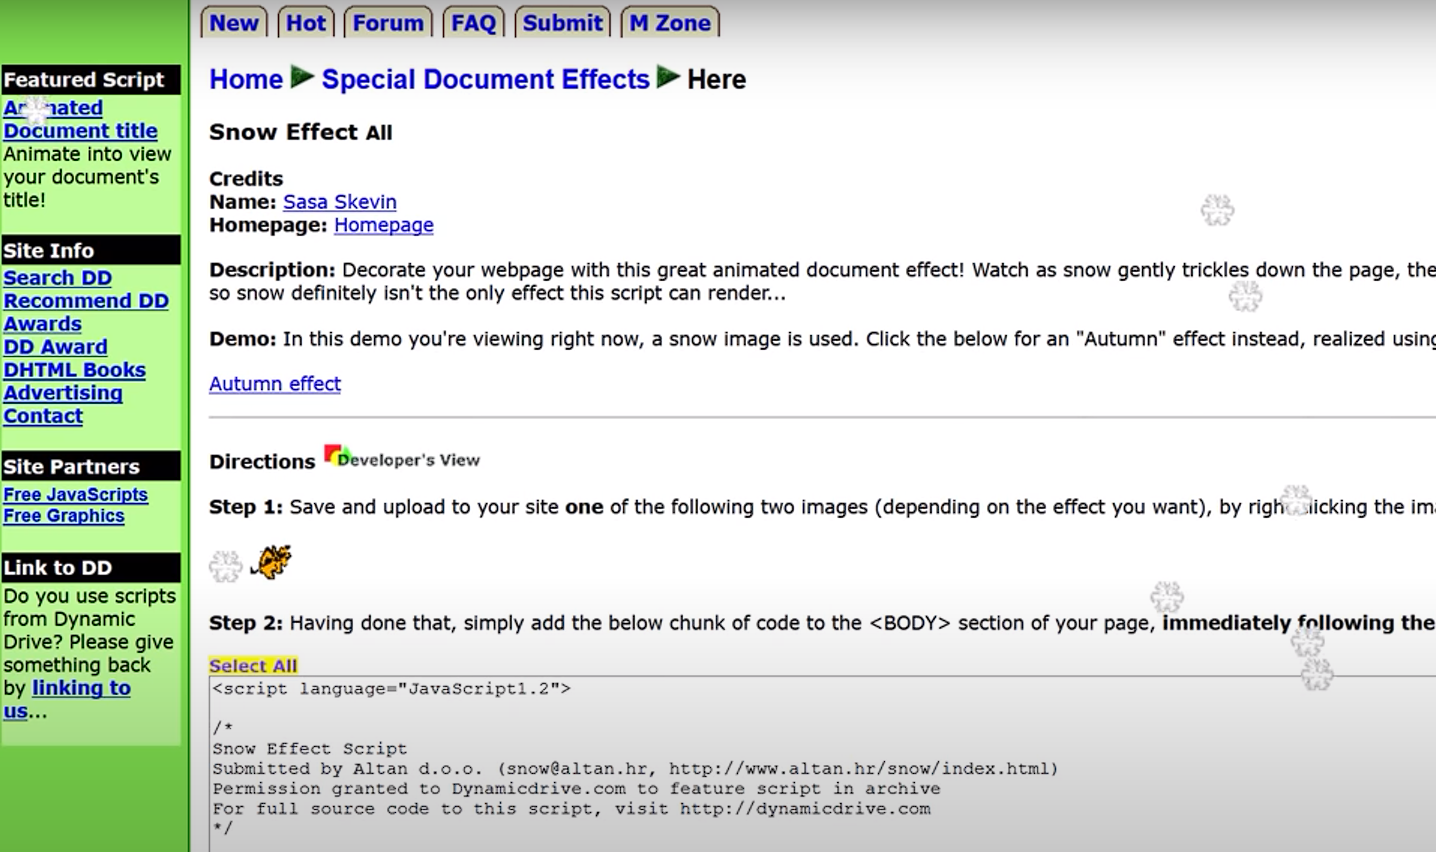 New Hot Forum FAQ Submit M Zone
Featured Script
Animated
Document title
Animate into view
your document's
title!
Site Info
Search DD
Recommend DD
Awards
DD Award
DHTML Books
Advertising
Contact
Site Partners
Free JavaScripts
Free Graphics
Link to DD
Do you use scripts
from Dynamic
Drive? Please give
something back
by linking to
us...
Home Special Document Effects Here
Snow Effect All
Credits
Name: Sasa Skevin
Homepage: Homepage
Description: Decorate your webpage with this great animated document effect! Watch as snow gently trickles down the page, the
so snow definitely isn't the only effect this script can render...
Demo: In this demo you're viewing right now, a snow image is used. Click the below for an "Autumn" effect instead, realized using
Autumn effect
Directions Developer's View
Step 1: Save and upload to your site one of the following two images (depending on the effect you want), by right clicking the im
Step 2: Having done that, simply add the below chunk of code to the <BODY> section of your page, immediately following the
Select All
<script language="JavaScript1.2">
/*
Snow Effect Script
Submitted by Altan d.o.o. (snow@altan.hr, http://www.altan.hr/snow/index.html)
Permission granted to Dynamicdrive.com to feature script in archive
For full source code to this script, visit http://dynamicdrive.com
*/